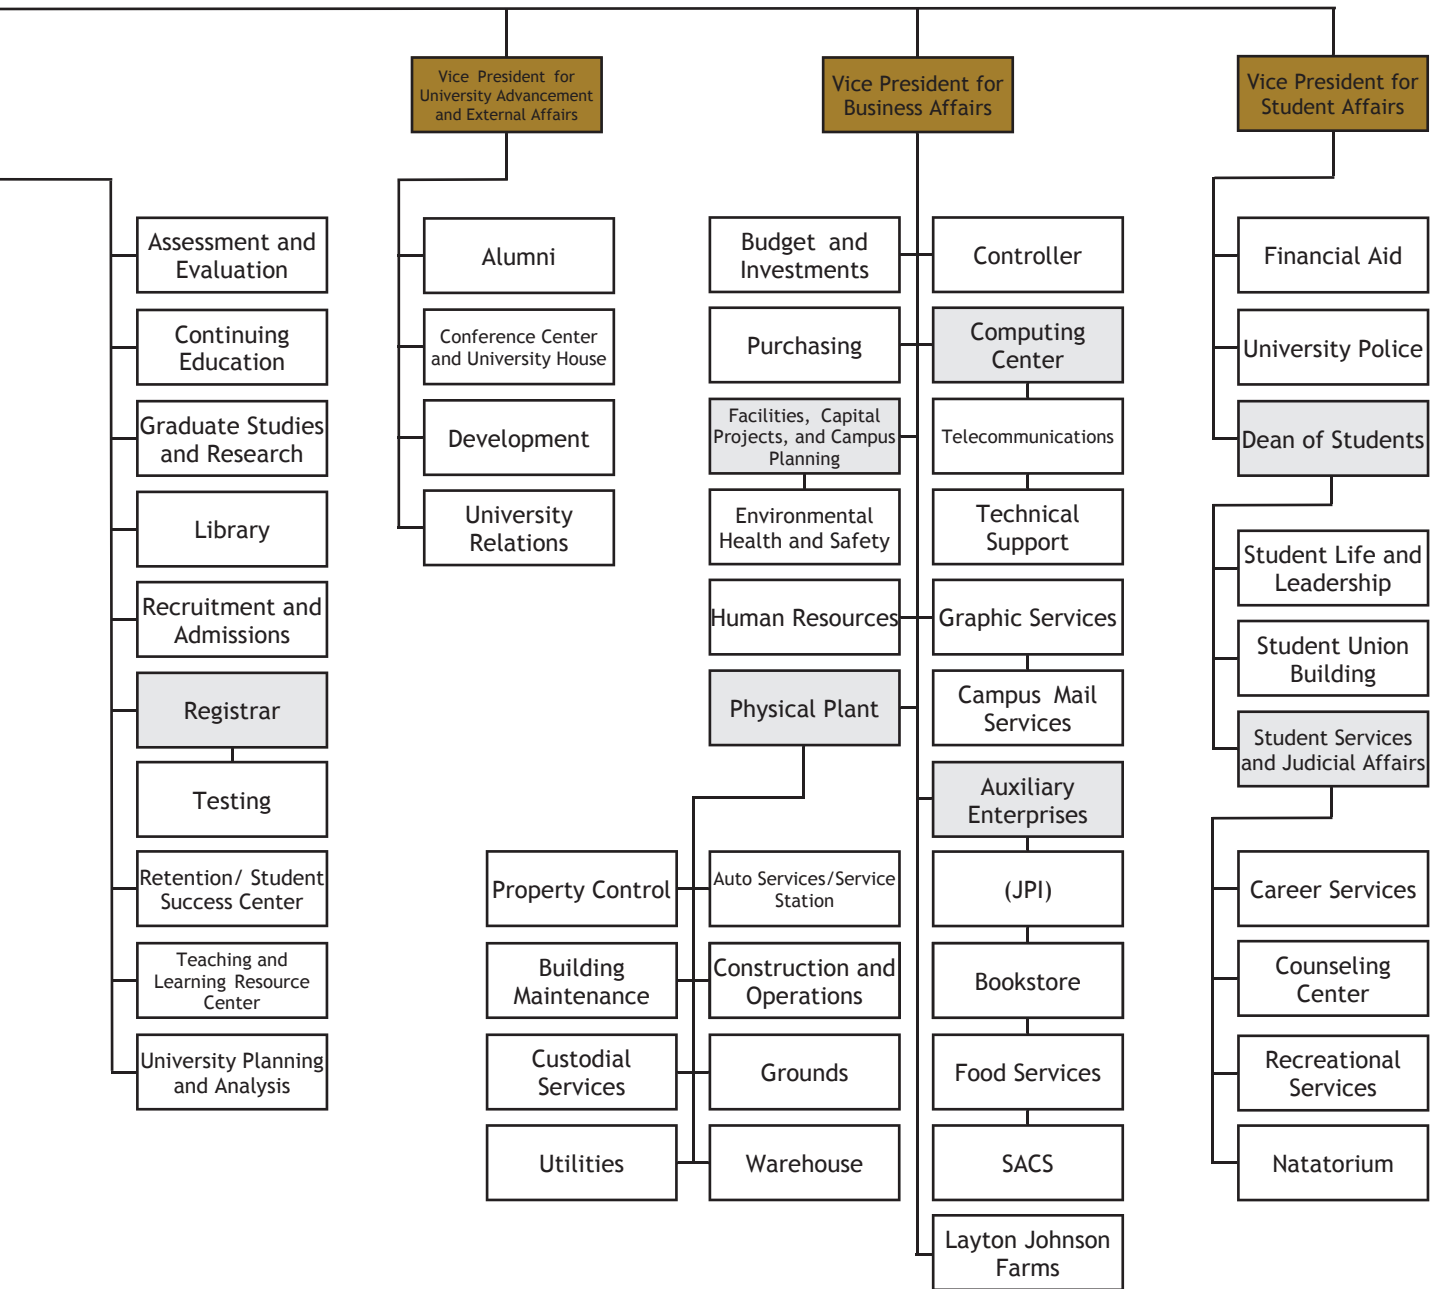 Vice President for
University Advancement
and External Affairs
Vice President for
Business Affairs
Vice President for
Student Affairs
Assessment and
Evaluation
Continuing
Education
Graduate Studies
and Research
Library
Recruitment and
Admissions
Registrar
Testing
Retention/ Student
Success Center
Teaching and
Learning Resource
Center
University Planning
and Analysis
Alumni
Conference Center
and University House
Development
University
Relations
Budget and
Investments
Purchasing
Facilities, Capital
Projects, and Campus
Planning
Environmental
Health and Safety
Human Resources
Physical Plant
Property Control
Building
Maintenance
Custodial
Services
Utilities
Auto Services/Service
Station
Construction and
Operations
Grounds
Warehouse
Controller
Computing
Center
Telecommunications
Technical
Support
Graphic Services
Campus Mail
Services
Auxiliary
Enterprises
(JPI)
Bookstore
Food Services
SACS
Layton Johnson
Farms
Financial Aid
University Police
Dean of Students
Student Life and
Leadership
Student Union
Building
Student Services
and Judicial Affairs
Career Services
Counseling
Center
Recreational
Services
Natatorium